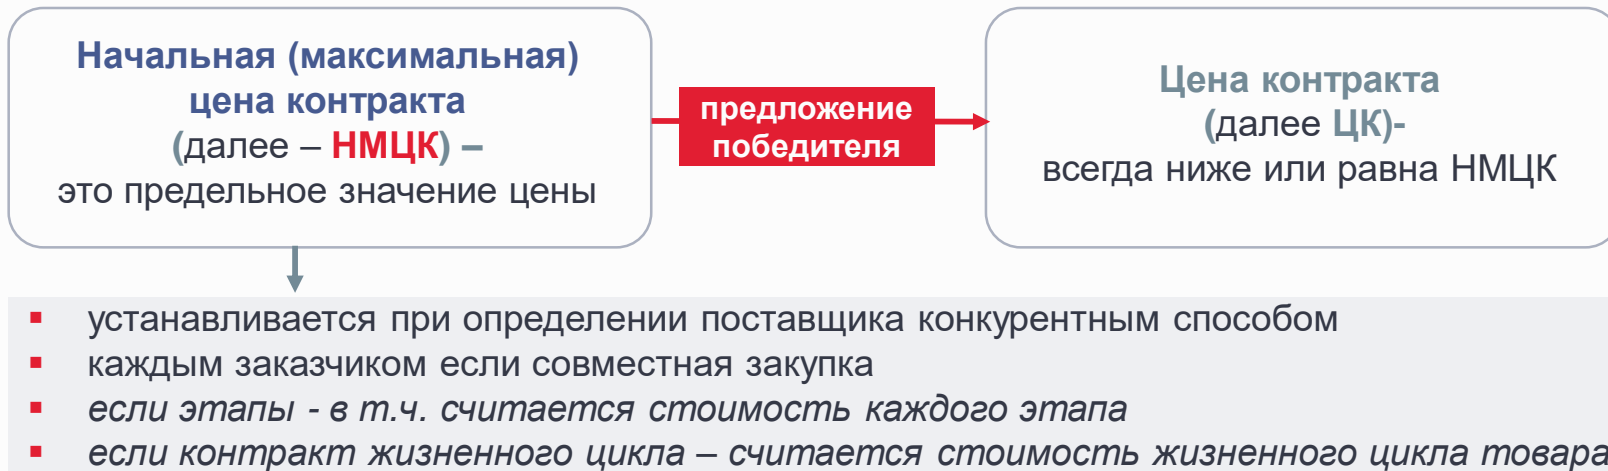 Начальная (максимальная)
цена контракта
(далее – НМЦК) –
это предельное значение цены
предложение
победителя
Цена контракта
(далее ЦК)-
всегда ниже или равна НМЦК
устанавливается при определении поставщика конкурентным способом
каждым заказчиком если совместная закупка
если этапы - в т.ч. считается стоимость каждого этапа
если контракт жизненного цикла – считается стоимость жизненного цикла товара